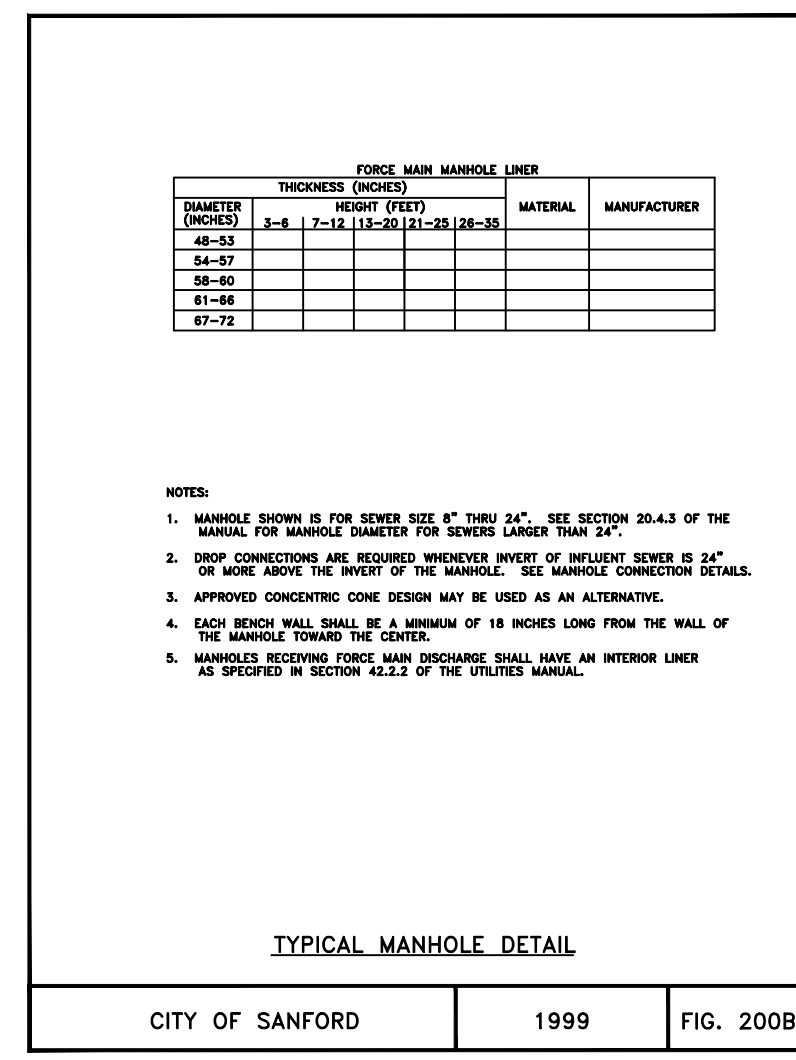 FORCE MAIN MANHOLE LINER
THICKNESS (INCHES)
DIAMETER (INCHES) HEIGHT (FEET) MATERIAL MANUFACTURER
3-6 7-12 13-20 21-25 26-35
48-53
54-57
58-60
61-66
67-72
NOTES:
1. MANHOLE SHOWN IS FOR SEWER SIZE 8" THRU 24". SEE SECTION 20.4.3 OF THE
MANUAL FOR MANHOLE DIAMETER FOR SEWERS LARGER THAN 24".
2. DROP CONNECTIONS ARE REQUIRED WHENEVER INVERT OF INFLUENT SEWER IS 24"
OR MORE ABOVE THE INVERT OF THE MANHOLE. SEE MANHOLE CONNECTION DETAILS.
3. APPROVED CONCENTRIC CONE DESIGN MAY BE USED AS AN ALTERNATIVE.
4. EACH BENCH WALL SHALL BE A MINIMUM OF 18 INCHES LONG FROM THE WALL OF
THE MANHOLE TOWARD THE CENTER.
5. MANHOLES RECEIVING FORCE MAIN DISCHARGE SHALL HAVE AN INTERIOR LINER
AS SPECIFIED IN SECTION 42.2.2 OF THE UTILITIES MANUAL.
TYPICAL MANHOLE DETAIL
CITY OF SANFORD 1999 FIG. 200B